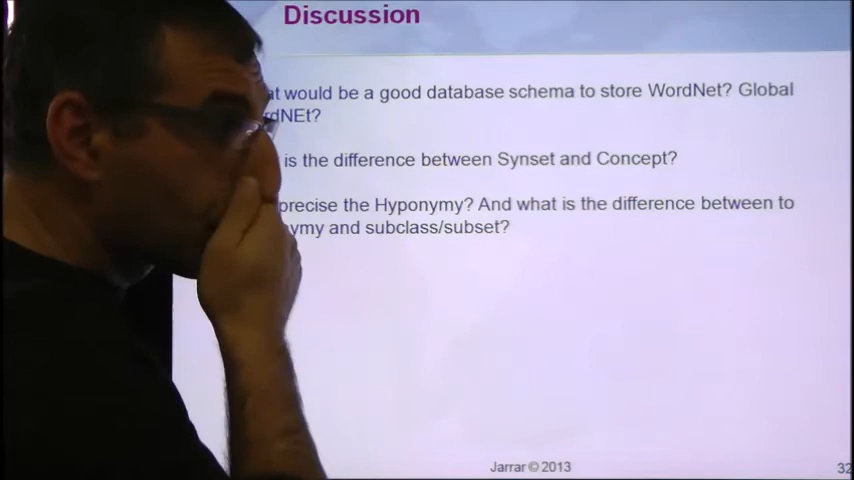 Discussion
at would be a good database schema to store WordNet? Global
rdNEt?
is the difference between Synset and Concept?
precise the Hyponymy? And what is the difference between to
ymy and subclass/subset?
Jarrar © 2013
32